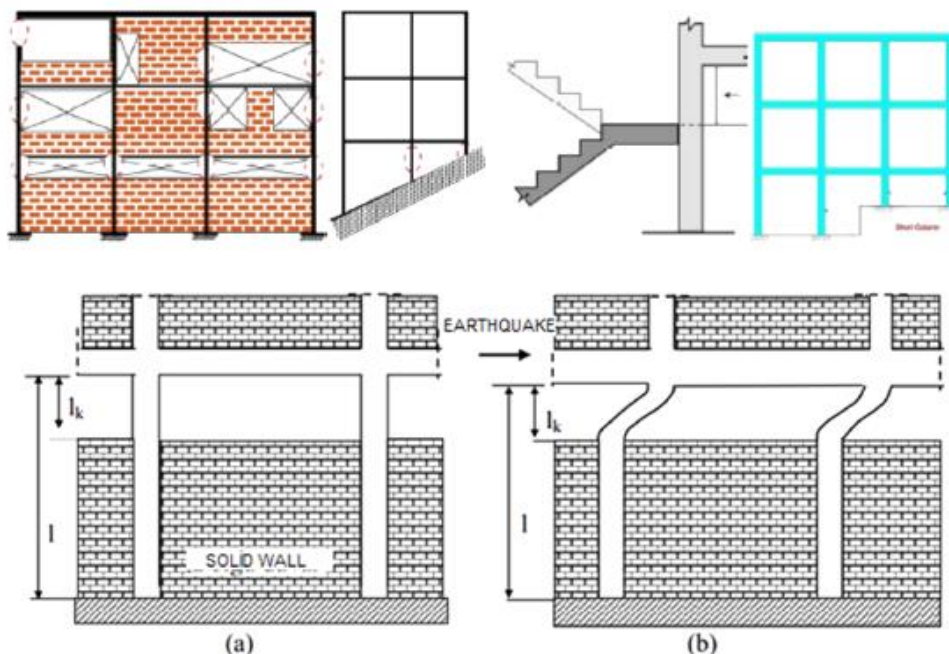 Short Column
EARTHQUAKE
lk
l
SOLID WALL
(a)
lk
l
(b)